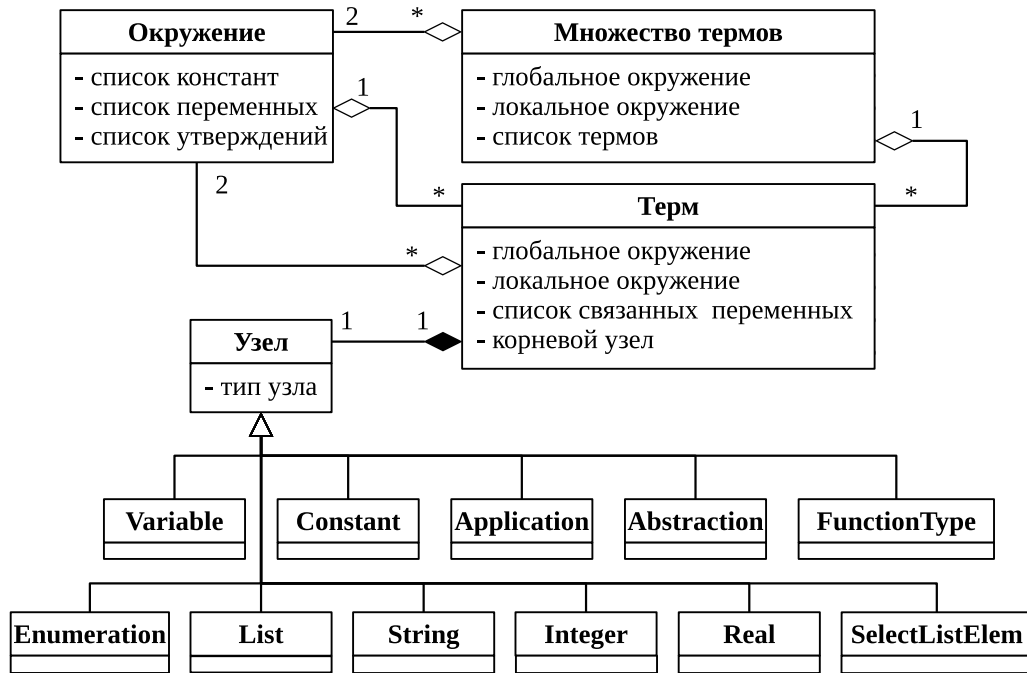 Окружение
- список констант
- список переменных
- список утверждений
2
*
Множество термов
- глобальное окружение
- локальное окружение
- список термов
1
*
1
*
2
*
Терм
- глобальное окружение
- локальное окружение
- список связанных переменных
- корневой узел
Узел
- тип узла
1
1
Variable
Constant
Application
Abstraction
FunctionType
Enumeration
List
String
Integer
Real
SelectListElem